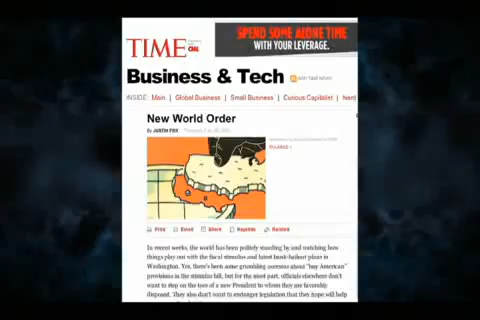 SPEND SOME ALONE TIME
WITH YOUR LEVERAGE.
TIME
CNN
Business & Tech
INSIDE: Main | Global Business | Small Business | Curious Capitalist | Nerd
New World Order
By JUSTIN FOX
ENLARGE +
Print Email Share Reprints Related
In recent weeks, the world has been politely standing by and watching how
things play out with the fiscal stimulus and latest bank-bailout plans in
Washington. Yes, there's been some grumbling overseas about "buy American"
provisions in the stimulus bill, but for the most part, officials elsewhere don't
want to step on the toes of a new President to whom they are favorably
disposed. They also don't want to endanger legislation that they hope will help